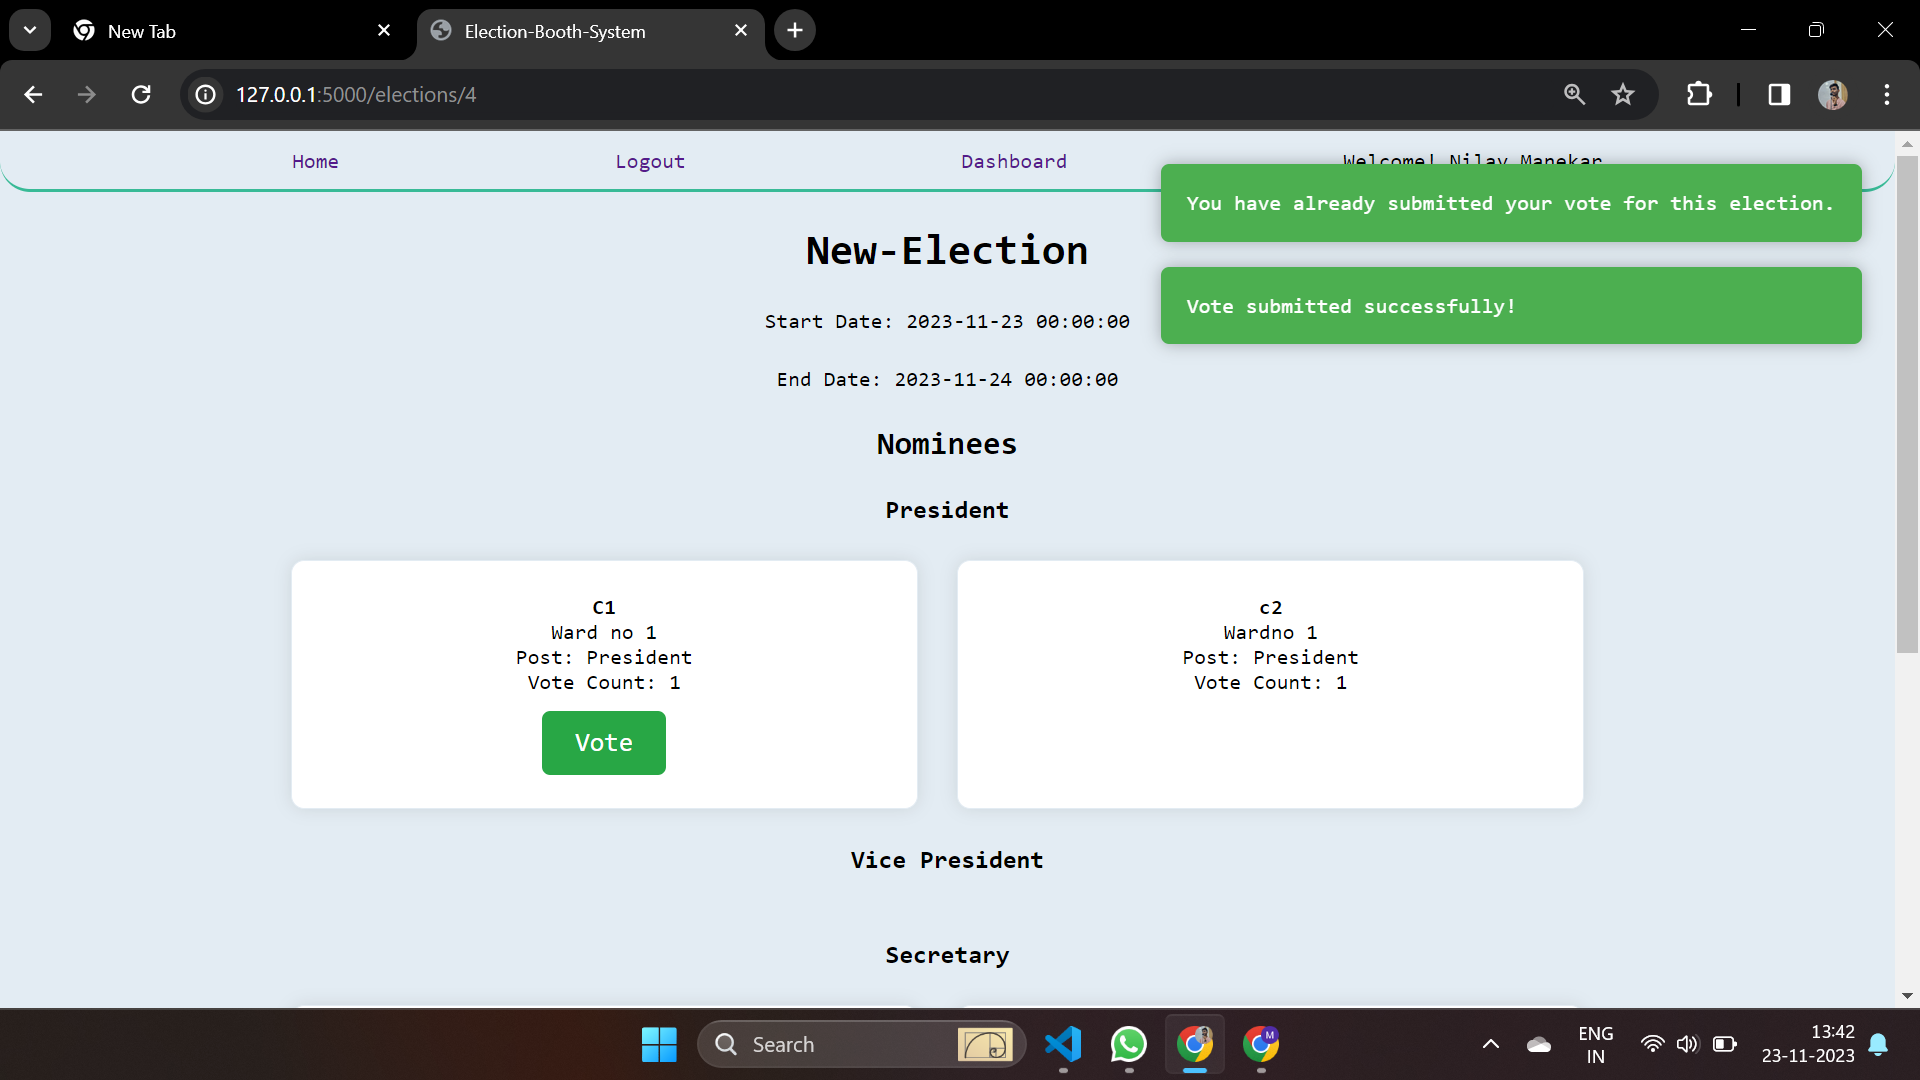 New Tab
Election-Booth-System
127.0.0.1:5000/elections/4
Home Logout Dashboard Welcome! Nilay Manekar
You have already submitted your vote for this election.
Vote submitted successfully!
New-Election
Start Date: 2023-11-23 00:00:00
End Date: 2023-11-24 00:00:00
Nominees
President
C1
Ward no 1
Post: President
Vote Count: 1
Vote
c2
Wardno 1
Post: President
Vote Count: 1
Vice President
Secretary
Search
M
ENG
IN
13:42
23-11-2023